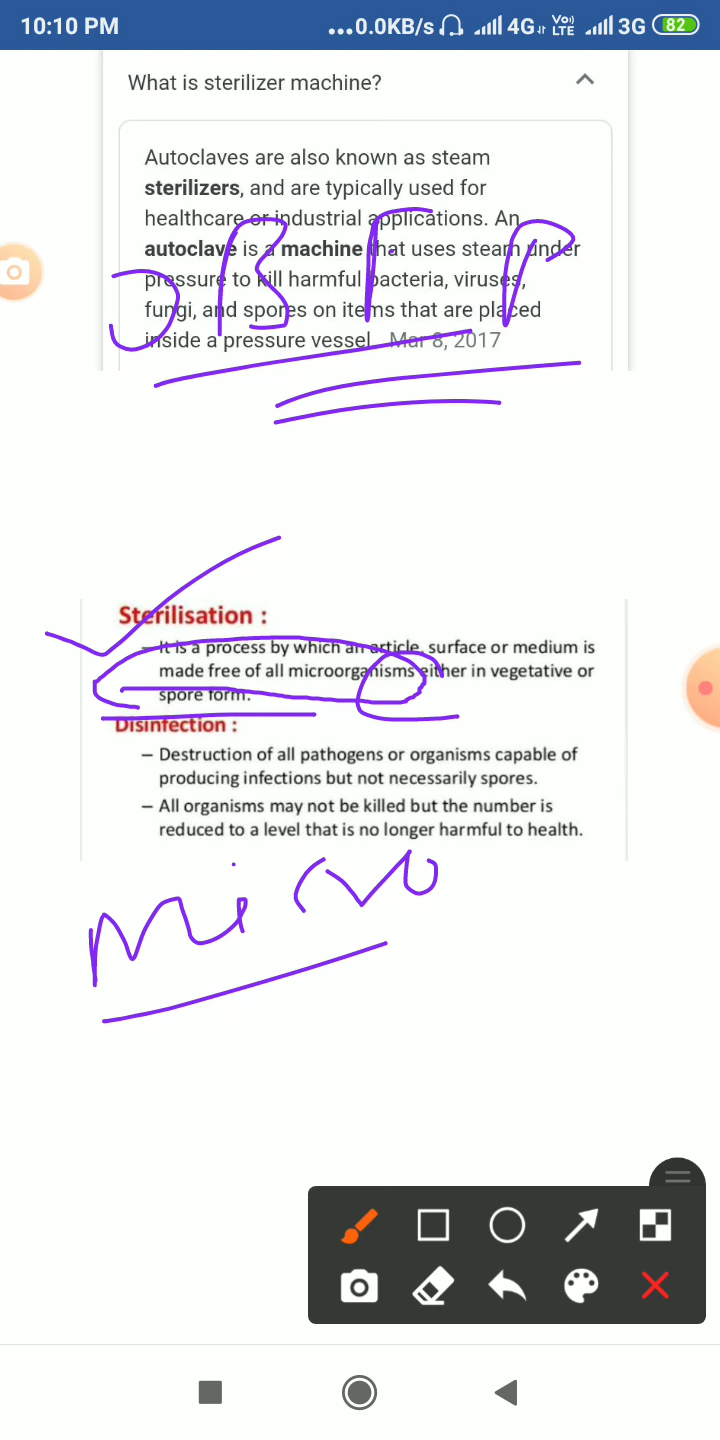 10:10 PM ...0.0KB/s 4G VoLTE 3G 82
What is sterilizer machine?
Autoclaves are also known as steam
sterilizers, and are typically used for
healthcare or industrial applications. An
autoclave is a machine that uses steam under
pressure to kill harmful bacteria, viruses,
fungi, and spores on items that are placed
inside a pressure vessel. Mar 8, 2017
B F P
Sterilisation :
– It is a process by which an article, surface or medium is
made free of all microorganisms either in vegetative or
spore form.
Disinfection :
– Destruction of all pathogens or organisms capable of
producing infections but not necessarily spores.
– All organisms may not be killed but the number is
reduced to a level that is no longer harmful to health.
micro